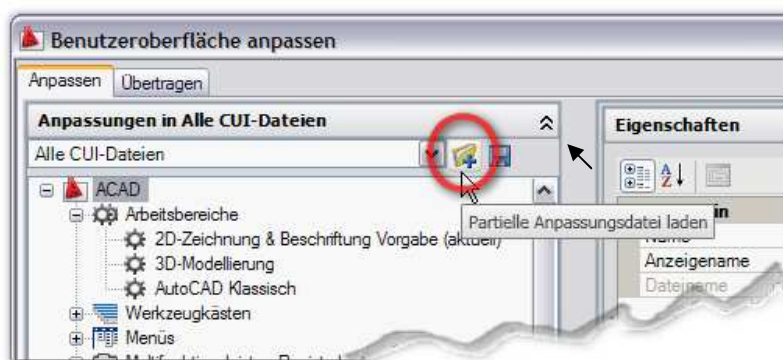 Benutzeroberfläche anpassen
Anpassen Übertragen
Anpassungen in Alle CUI-Dateien
Alle CUI-Dateien
ACAD
Arbeitsbereiche
2D-Zeichnung & Beschriftung Vorgabe (aktuell)
3D-Modellierung
AutoCAD Klassisch
Werkzeugkästen
Menüs
Partielle Anpassungsdatei laden
Eigenschaften
in
Name
Anzeigename
Dateiname